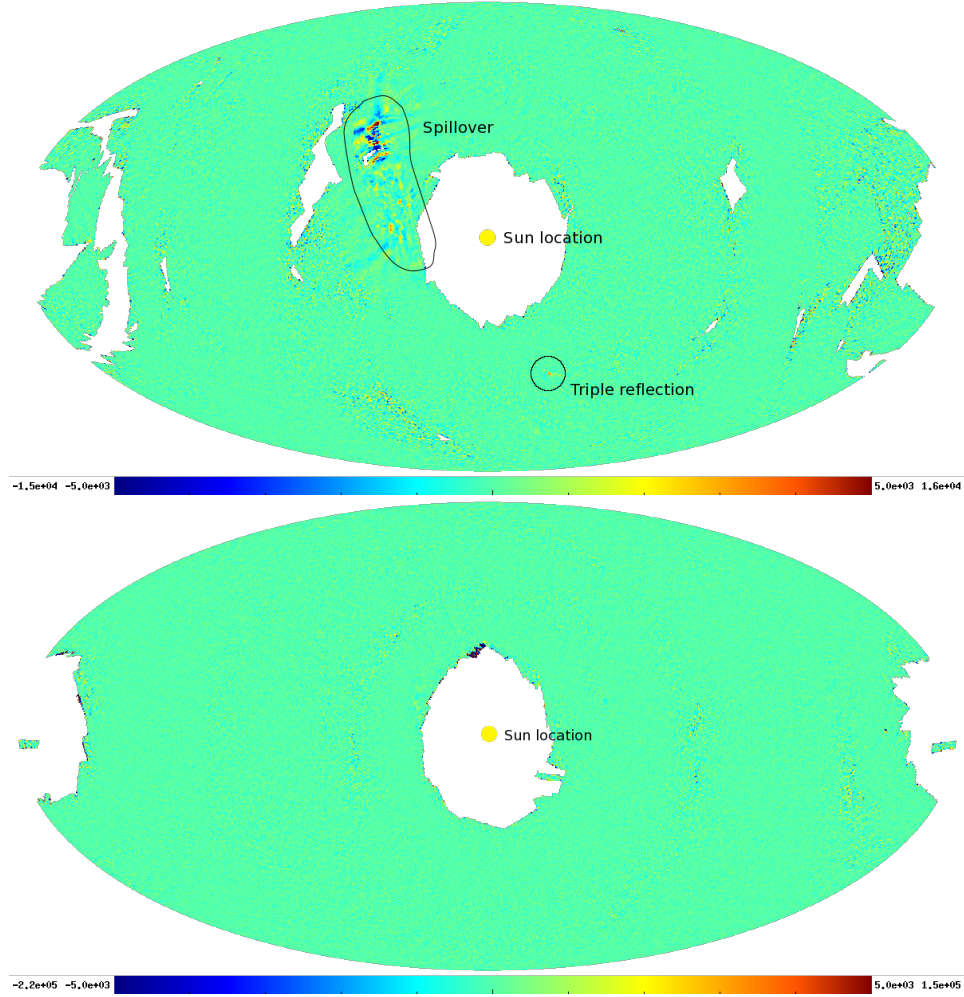 Spillover
Sun location
Triple reflection
-1.5e+04 -5.0e+03 5.0e+03 1.6e+04
Sun location
-2.2e+05 -5.0e+03 5.0e+03 1.5e+05